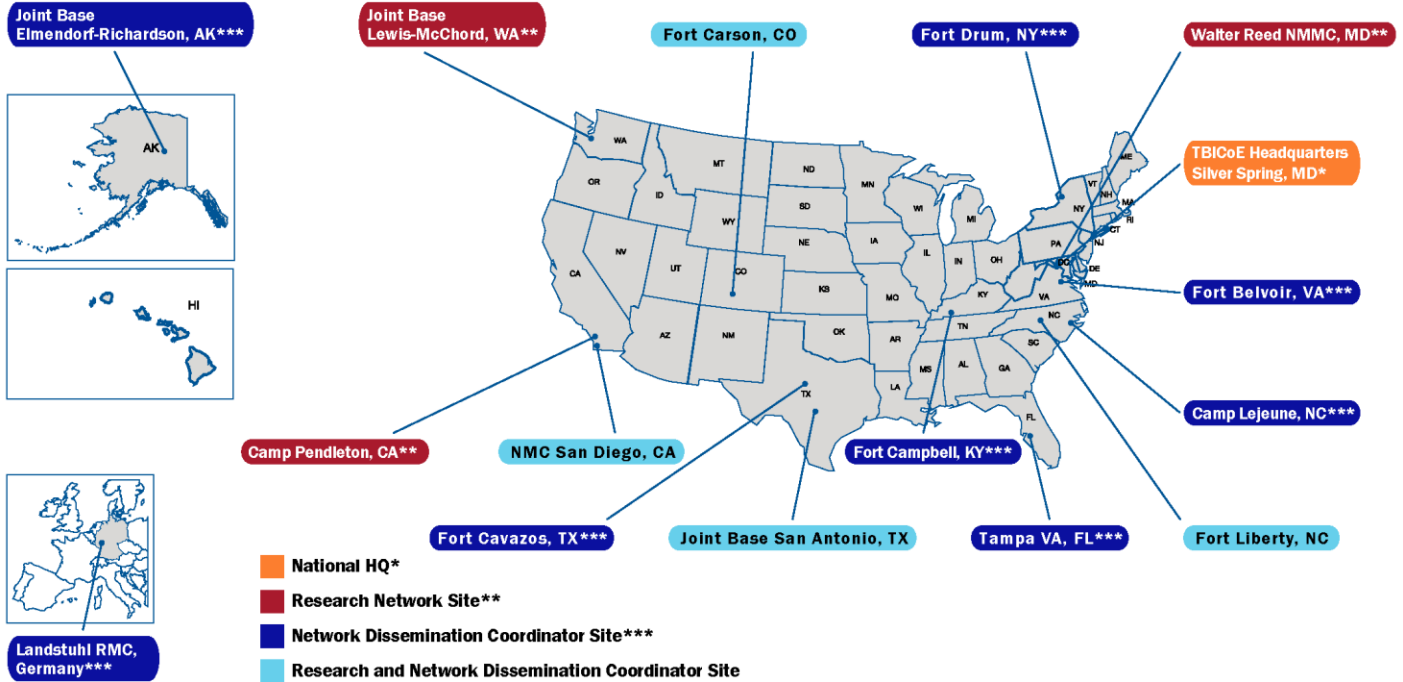 Joint Base
Elmendorf-Richardson, AK***
Joint Base
Lewis-McChord, WA**
Fort Carson, CO
Fort Drum, NY***
Walter Reed NMMC, MD**
TBICoE Headquarters
Silver Spring, MD*
Fort Belvoir, VA***
Camp Lejeune, NC***
Camp Pendleton, CA**
NMC San Diego, CA
Fort Campbell, KY***
Fort Cavazos, TX***
Joint Base San Antonio, TX
Tampa VA, FL***
Fort Liberty, NC
Landstuhl RMC,
Germany***
AK
HI
WA
OR
CA
ID
NV
MT
WY
UT
AZ
CO
NM
ND
SD
NE
KS
OK
TX
MN
IA
MO
AR
LA
WI
IL
MI
IN
OH
KY
TN
MS
AL
GA
FL
SC
NC
VA
PA
NY
VT
NH
ME
MA
RI
CT
NJ
DE
MD
DC
National HQ*
Research Network Site**
Network Dissemination Coordinator Site***
Research and Network Dissemination Coordinator Site